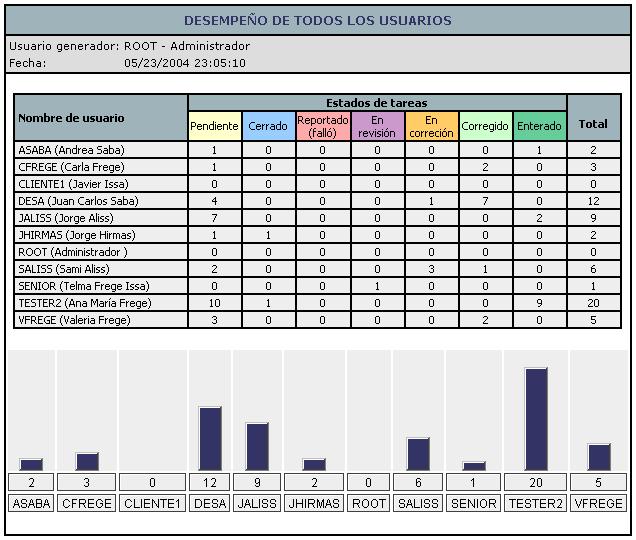 DESEMPEÑO DE TODOS LOS USUARIOS
Usuario generador: ROOT - Administrador
Fecha: 05/23/2004 23:05:10
Nombre de usuario Estados de tareas Total
Pendiente Cerrado Reportado (falló) En revisión En correción Corregido Enterado
ASABA (Andrea Saba) 1 0 0 0 0 0 1 2
CFREGE (Carla Frege) 1 0 0 0 0 2 0 3
CLIENTE1 (Javier Issa) 0 0 0 0 0 0 0 0
DESA (Juan Carlos Saba) 4 0 0 0 1 7 0 12
JALISS (Jorge Aliss) 7 0 0 0 0 0 2 9
JHIRMAS (Jorge Hirmas) 1 1 0 0 0 0 0 2
ROOT (Administrador ) 0 0 0 0 0 0 0 0
SALISS (Sami Aliss) 2 0 0 0 3 1 0 6
SENIOR (Telma Frege Issa) 0 0 0 1 0 0 0 1
TESTER2 (Ana María Frege) 10 1 0 0 0 0 9 20
VFREGE (Valeria Frege) 3 0 0 0 0 2 0 5
2 3 0 12 9 2 0 6 1 20 5
ASABA CFREGE CLIENTE1 DESA JALISS JHIRMAS ROOT SALISS SENIOR TESTER2 VFREGE